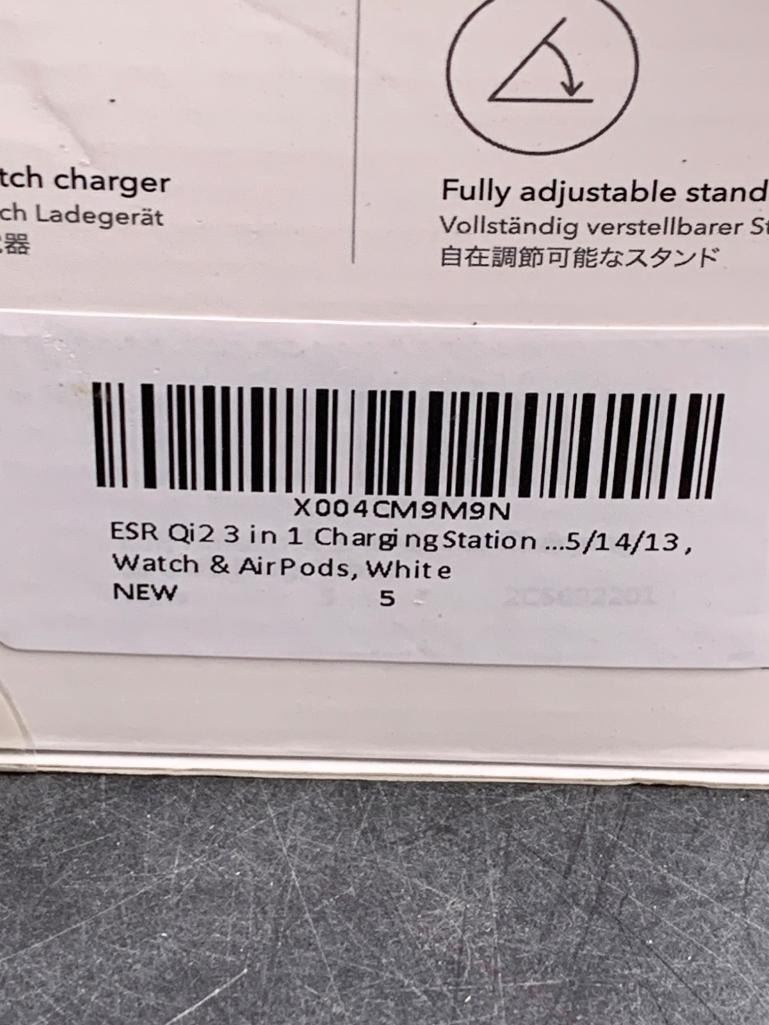 tch charger
ch Ladegerät
器
Fully adjustable stand
Vollständig verstellbarer St
自在調節可能なスタンド
X004CM9M9N
ESR Qi2 3 in 1 Charging Station ...5/14/13,
Watch & AirPods, White
NEW 5